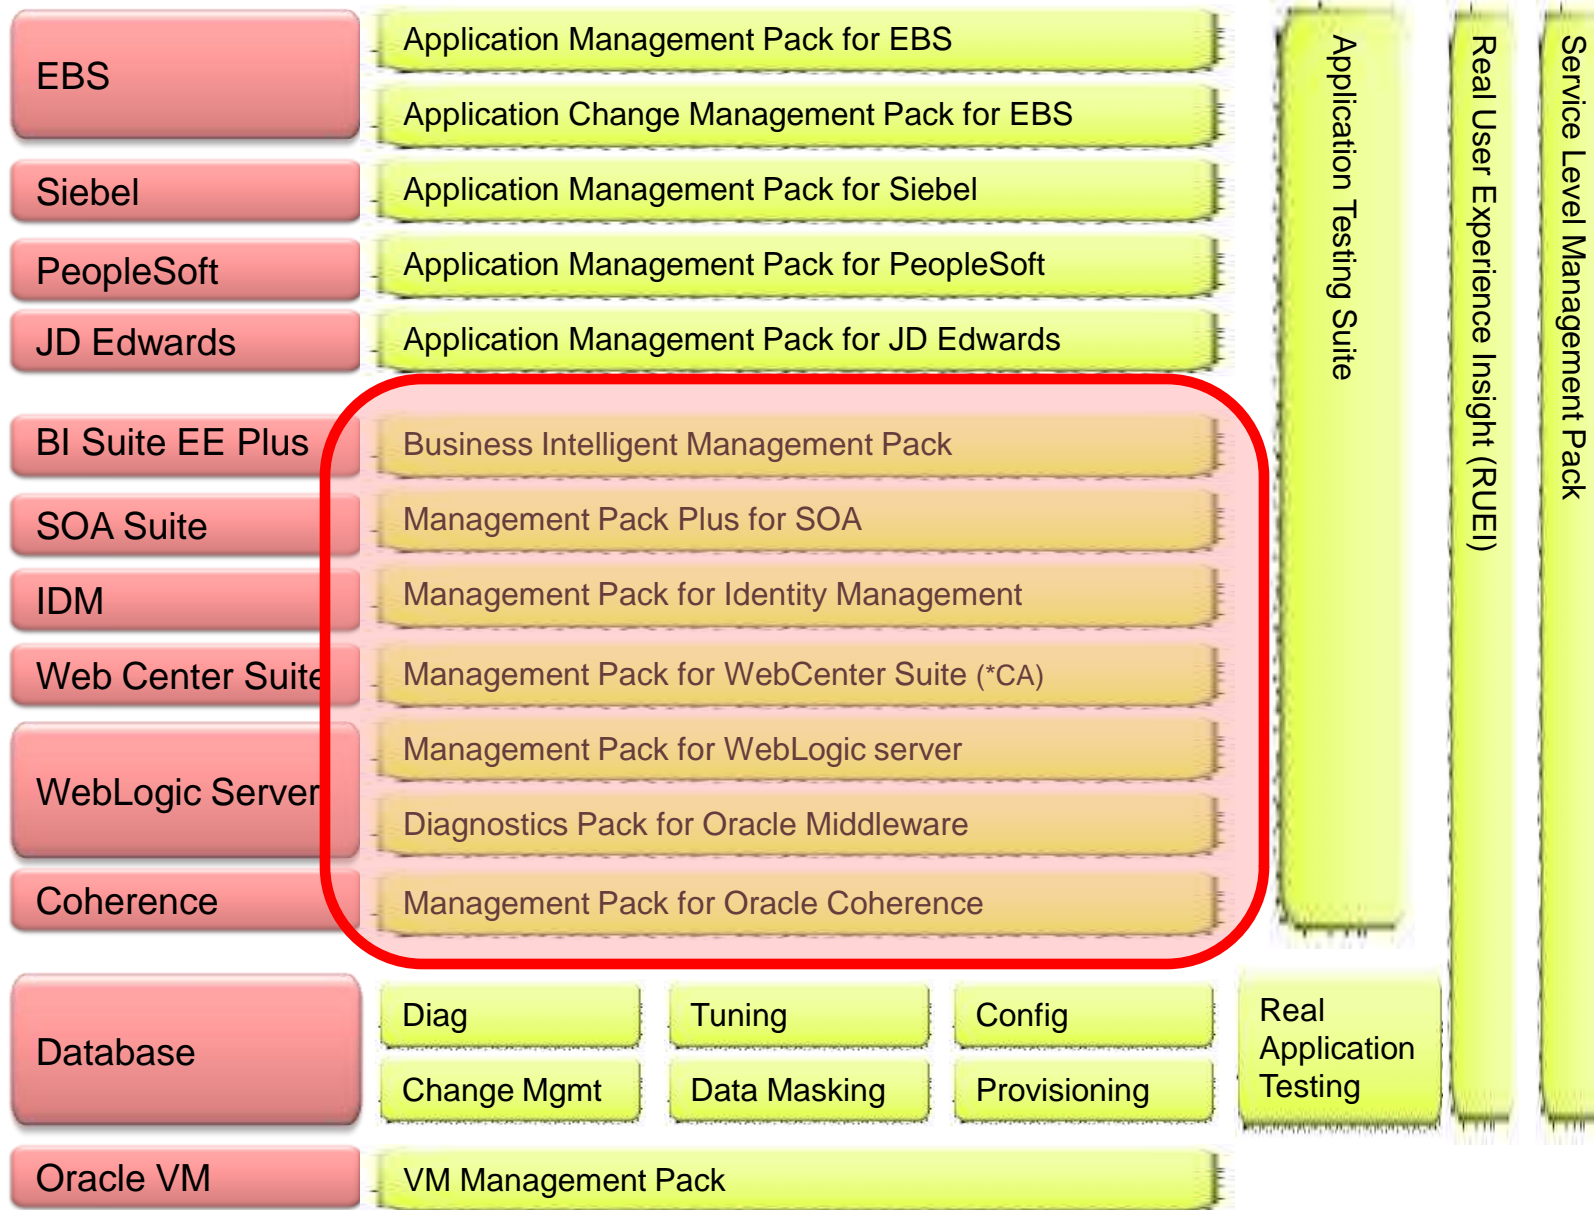 EBS
Application Management Pack for EBS
Application Change Management Pack for EBS
Siebel
Application Management Pack for Siebel
PeopleSoft
Application Management Pack for PeopleSoft
JD Edwards
Application Management Pack for JD Edwards
BI Suite EE Plus
Business Intelligent Management Pack
SOA Suite
Management Pack Plus for SOA
IDM
Management Pack for Identity Management
Web Center Suite
Management Pack for WebCenter Suite (*CA)
WebLogic Server
Management Pack for WebLogic server
Diagnostics Pack for Oracle Middleware
Coherence
Management Pack for Oracle Coherence
Database
Diag
Tuning
Config
Change Mgmt
Data Masking
Provisioning
Real
Application
Testing
Oracle VM
VM Management Pack
Application Testing Suite
Real User Experience Insight (RUEI)
Service Level Management Pack